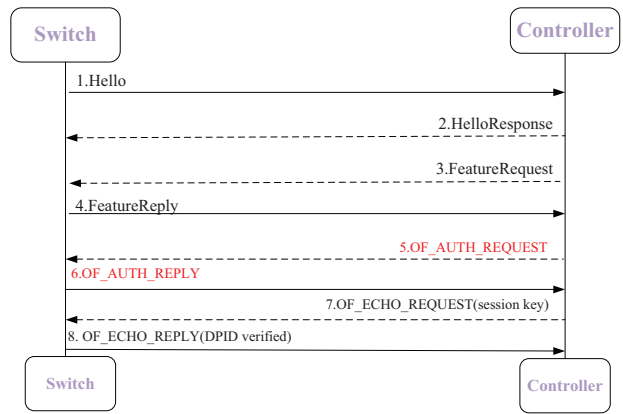 Switch
Controller
1.Hello
2.HelloResponse
3.FeatureRequest
4.FeatureReply
5.OF_AUTH_REQUEST
6.OF_AUTH_REPLY
7.OF_ECHO_REQUEST(session key)
8. OF_ECHO_REPLY(DPID verified)
Switch
Controller